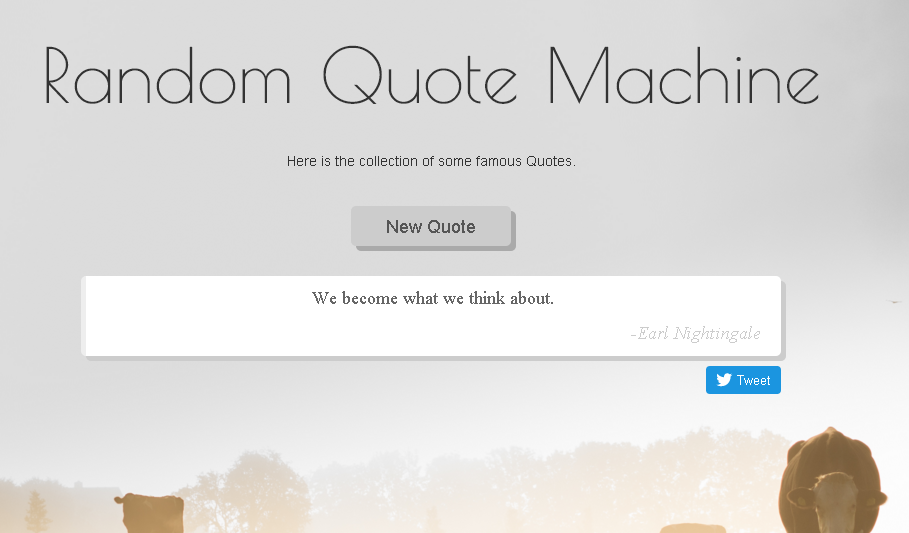 Random Quote Machine
Here is the collection of some famous Quotes.
New Quote
We become what we think about.
-Earl Nightingale
Tweet